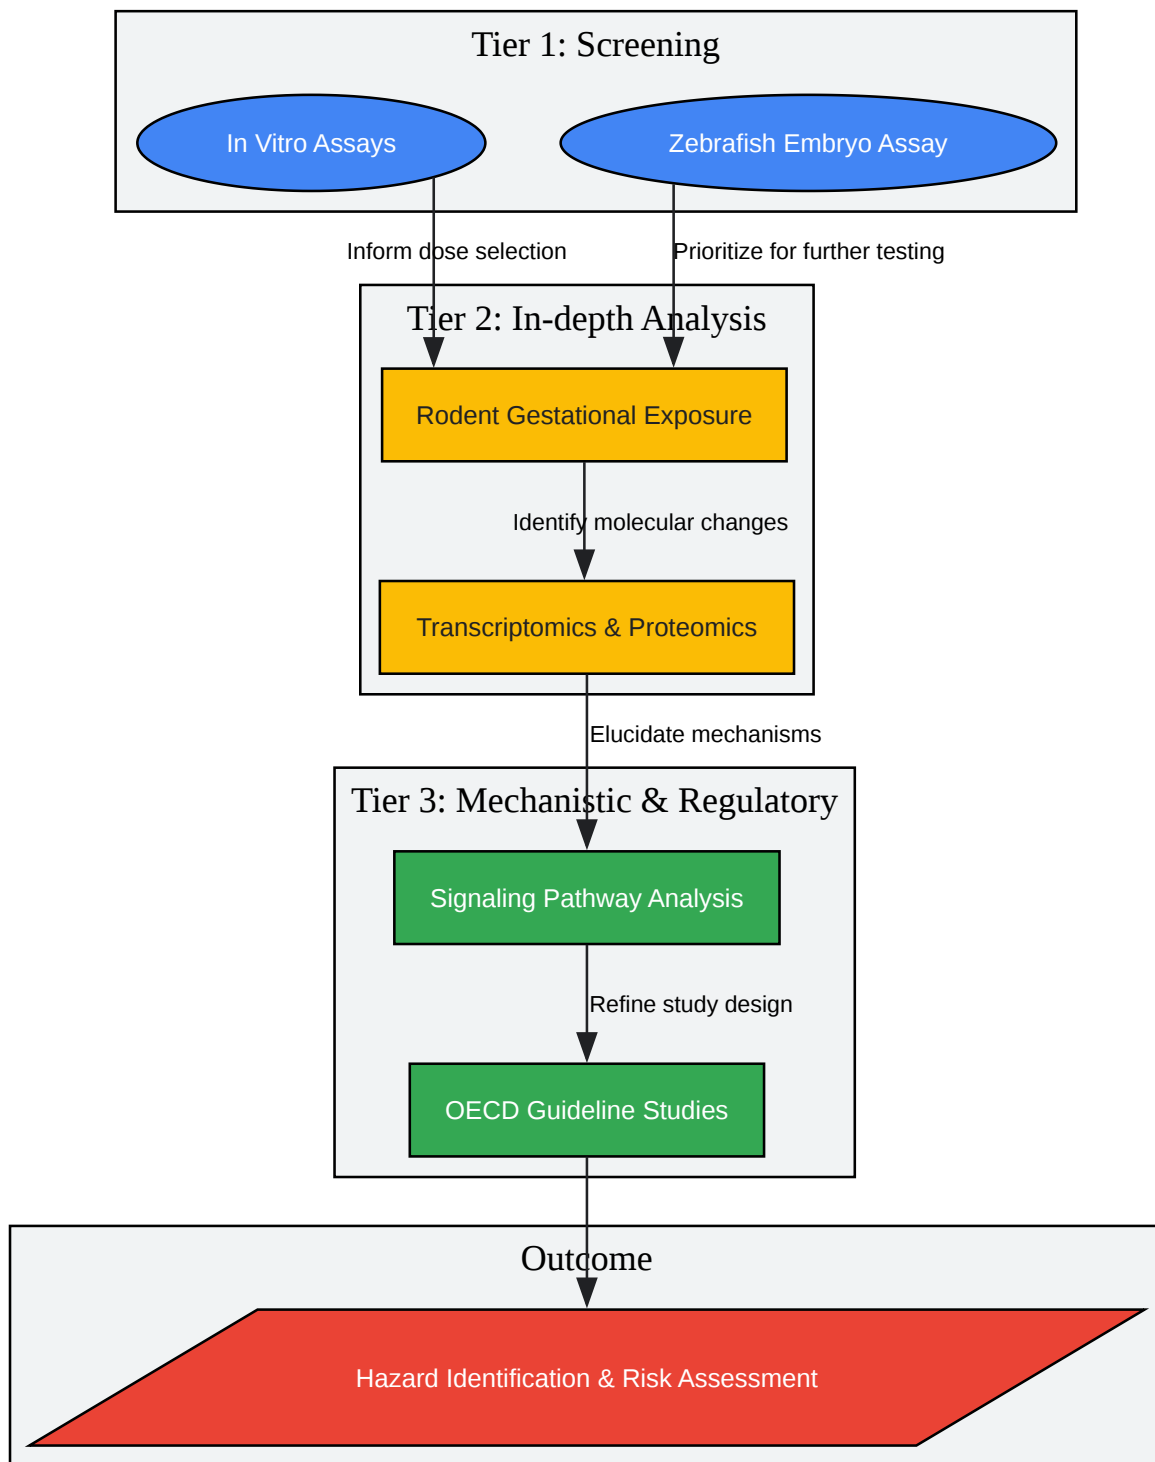 Tier 1: Screening
In Vitro Assays
Zebrafish Embryo Assay
Inform dose selection
Prioritize for further testing
Tier 2: In-depth Analysis
Rodent Gestational Exposure
Identify molecular changes
Transcriptomics & Proteomics
Elucidate mechanisms
Tier 3: Mechanistic & Regulatory
Signaling Pathway Analysis
Refine study design
OECD Guideline Studies
Outcome
Hazard Identification & Risk Assessment